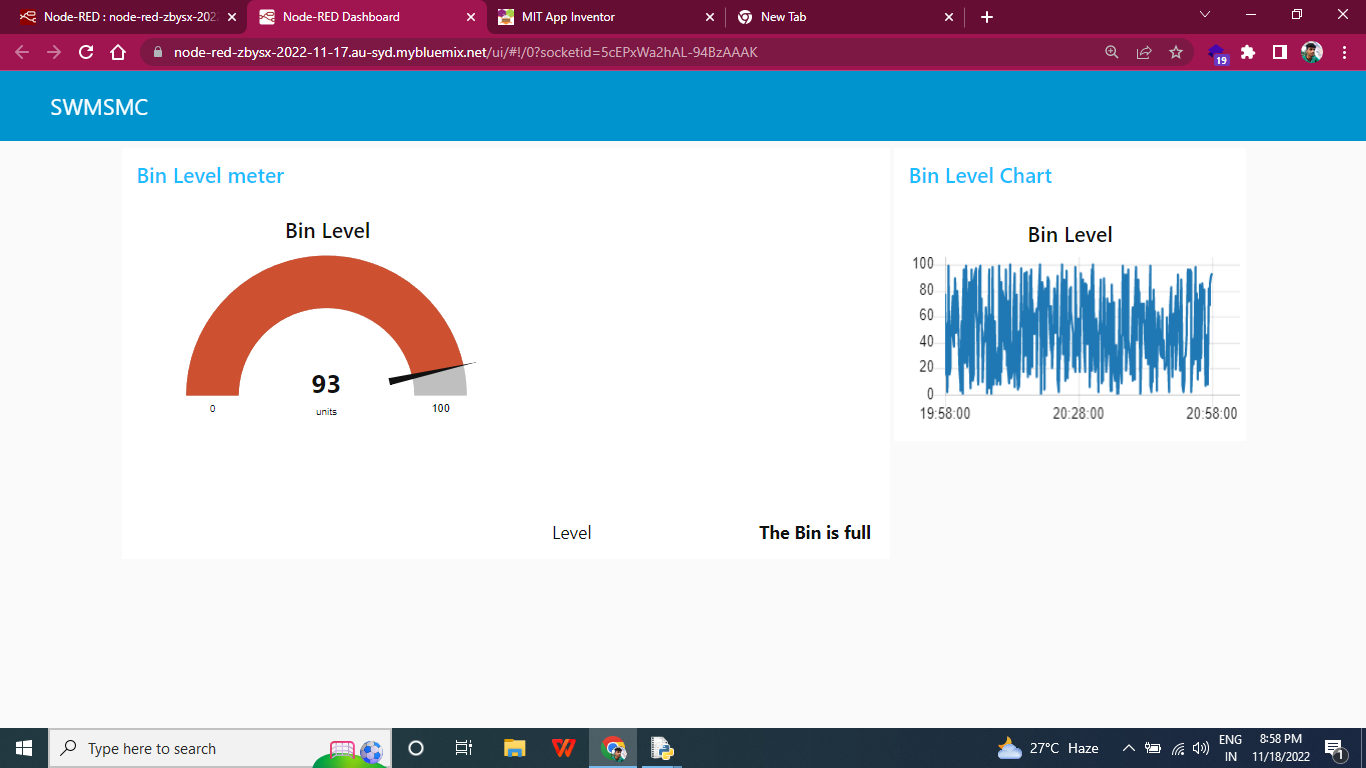 Node-RED : node-red-zbysx-202
Node-RED Dashboard
MIT App Inventor
New Tab
node-red-zbysx-2022-11-17.au-syd.mybluemix.net/ui/#!/0?socketid=5cEPxWa2hAL-94BzAAAK
19
SWMSMC
Bin Level meter
Bin Level
93
units
0
100
Level
The Bin is full
Bin Level Chart
Bin Level
100
80
60
40
20
0
19:58:00
20:28:00
20:58:00
Type here to search
27°C Haze
ENG
IN
8:58 PM
11/18/2022
1